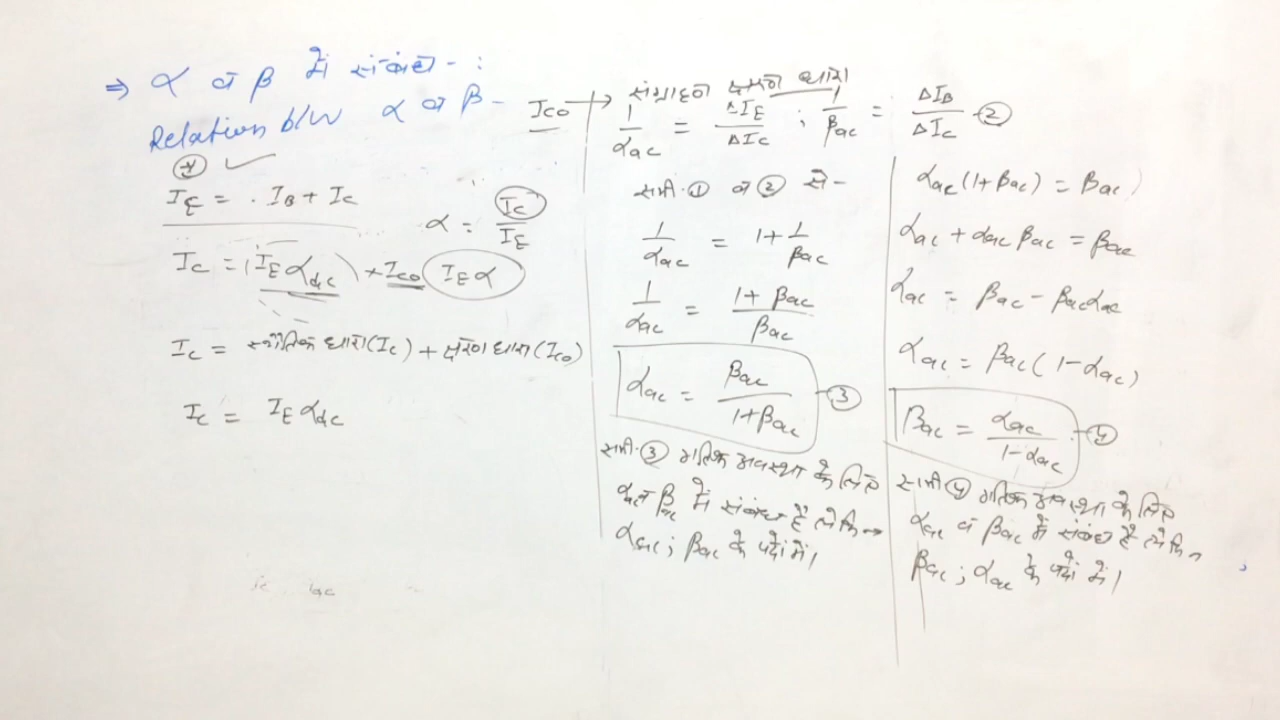 ⇒ α व β में संबंध - :
Relation b/w α व β -
I_E = . I_B + I_C
α = I_C / I_E
I_C = (I_E α_dc) + I_CO (I_E α)
I_C = धारा(I_C) + क्षरण धारा(I_CO)
I_C = I_E α_dc
I_CO → संग्राहक क्षरण धारा
1/α_ac = ΔI_E/ΔI_C ; 1/β_ac = ΔI_B/ΔI_C ②
समी. ① व ② से -
1/α_ac = 1 + 1/β_ac
1/α_ac = (1 + β_ac)/β_ac
α_ac = β_ac/(1+β_ac) - ③
समी. ③ गतिक अवस्था के लिए
α_ac व β_ac में संबंध है लेकिन
α_ac ; β_ac के पदों में।
α_ac (1 + β_ac) = β_ac
α_ac + α_ac β_ac = β_ac
α_ac = β_ac - β_ac α_ac
α_ac = β_ac (1 - α_ac)
β_ac = α_ac/(1 - α_ac) - ④
समी ④ गतिक अवस्था के लिए
α_ac व β_ac में संबंध है लेकिन
β_ac ; α_ac के पदों में।